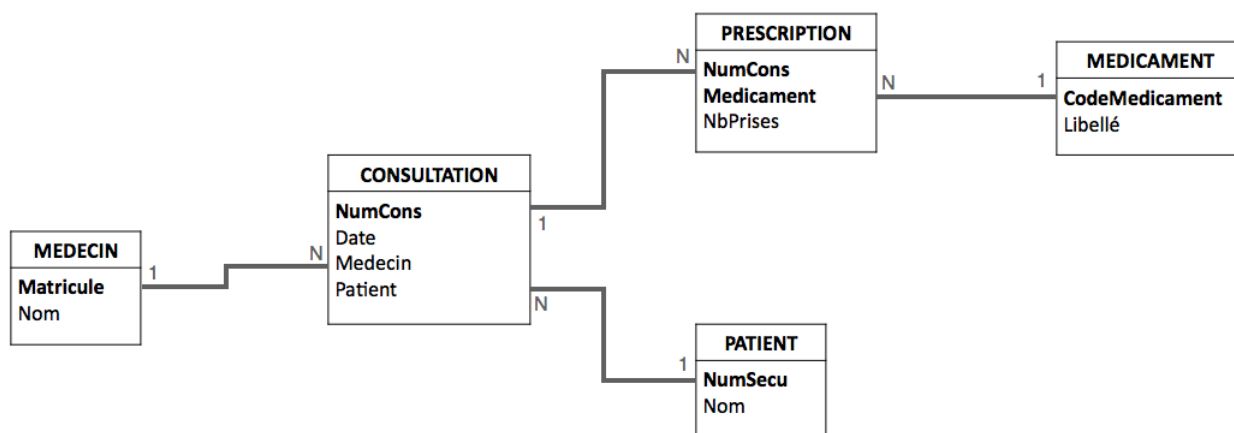 PRESCRIPTION
NumCons
Medicament
NbPrises
N
N
1
MEDICAMENT
CodeMedicament
Libellé
CONSULTATION
NumCons
Date
Medecin
Patient
N
1
N
MEDECIN
Matricule
Nom
1
PATIENT
NumSecu
Nom
1